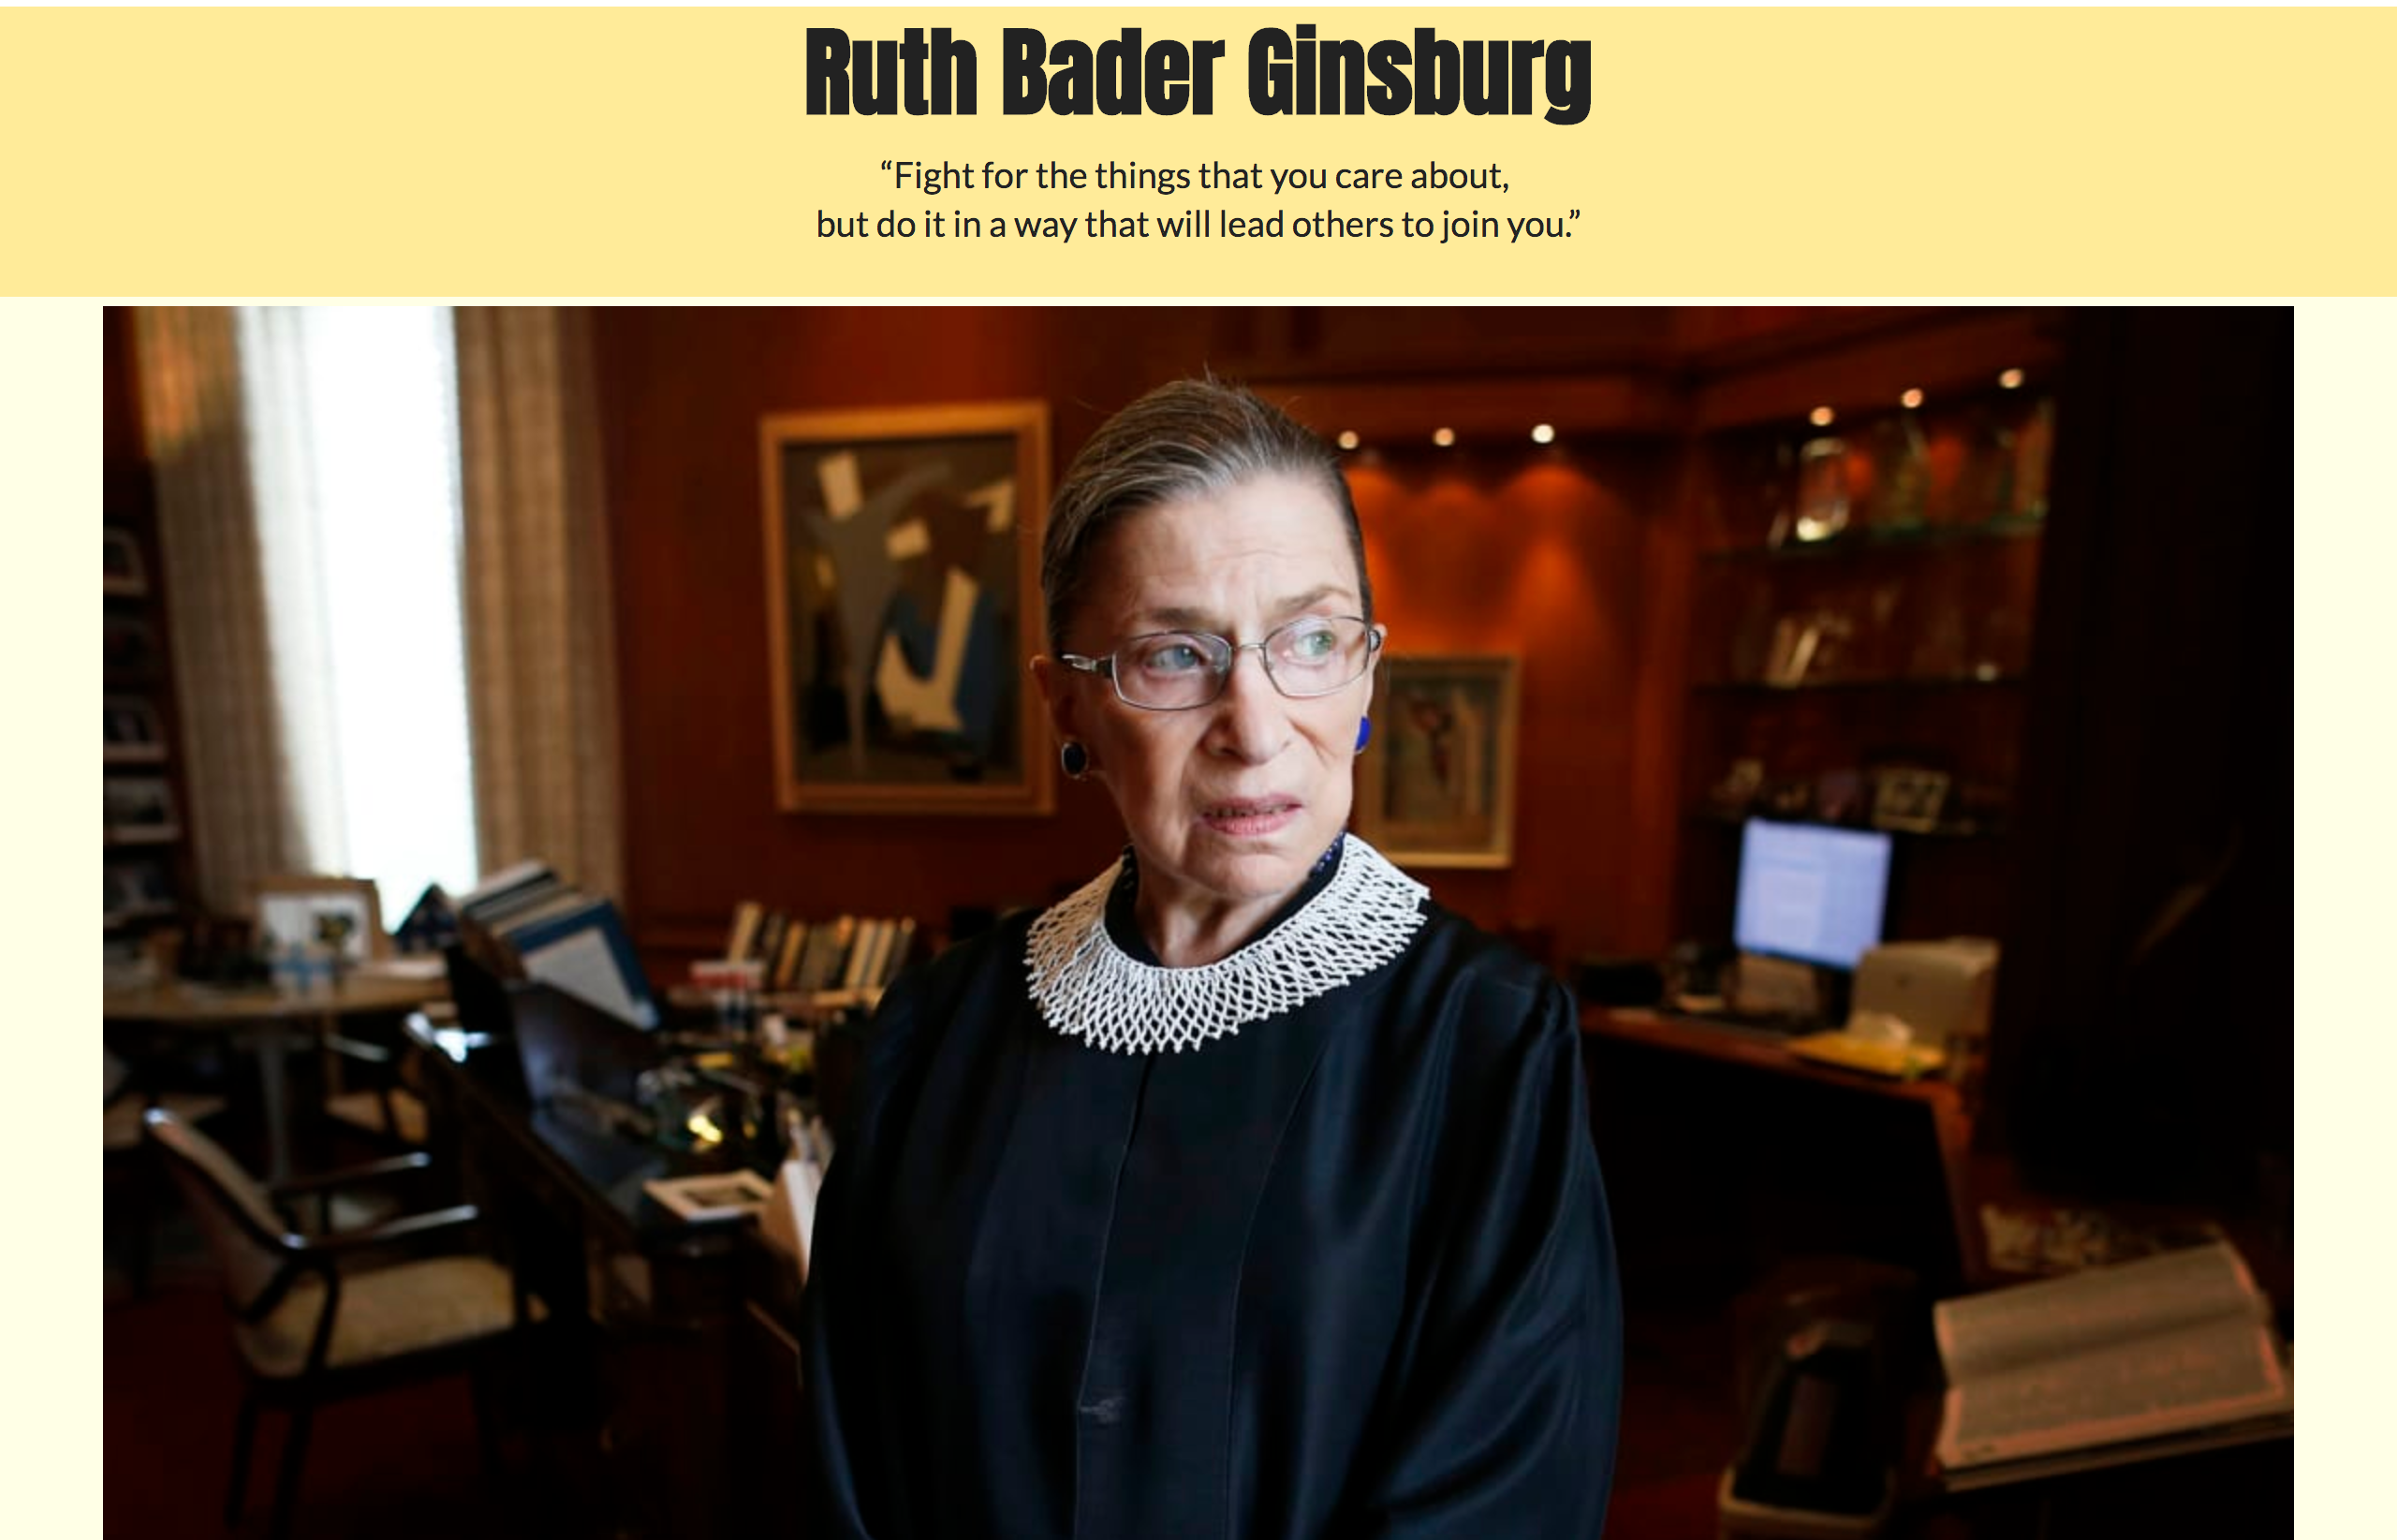 Ruth Bader Ginsburg
“Fight for the things that you care about,
but do it in a way that will lead others to join you.”